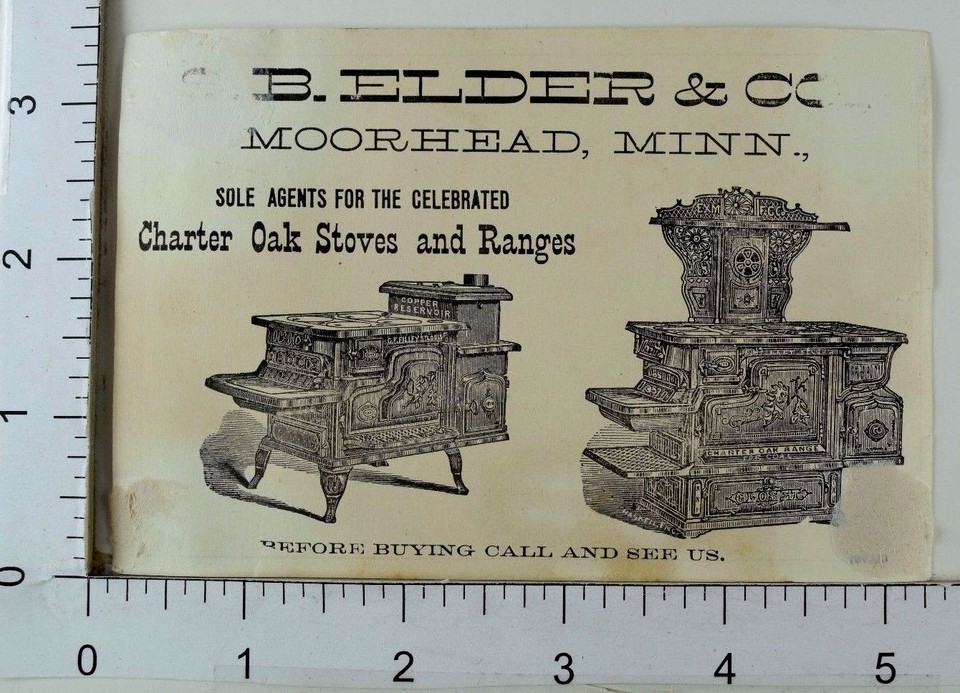 B. ELDER & CO
MOORHEAD, MINN.,
SOLE AGENTS FOR THE CELEBRATED
Charter Oak Stoves and Ranges
COPPER
RESERVOIR
CHARTER OAK RANGE
BEFORE BUYING CALL AND SEE US.
3
2
1
0
0 1 2 3 4 5